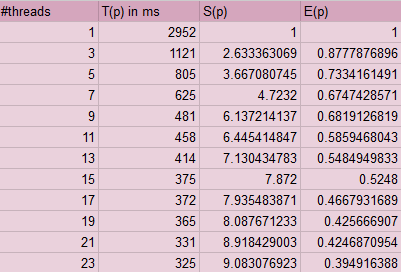 #threads T(p) in ms S(p) E(p)
1 2952 1 1
3 1121 2.633363069 0.8777876896
5 805 3.667080745 0.7334161491
7 625 4.7232 0.6747428571
9 481 6.137214137 0.6819126819
11 458 6.445414847 0.5859468043
13 414 7.130434783 0.5484949833
15 375 7.872 0.5248
17 372 7.935483871 0.4667931689
19 365 8.087671233 0.425666907
21 331 8.918429003 0.4246870954
23 325 9.083076923 0.394916388